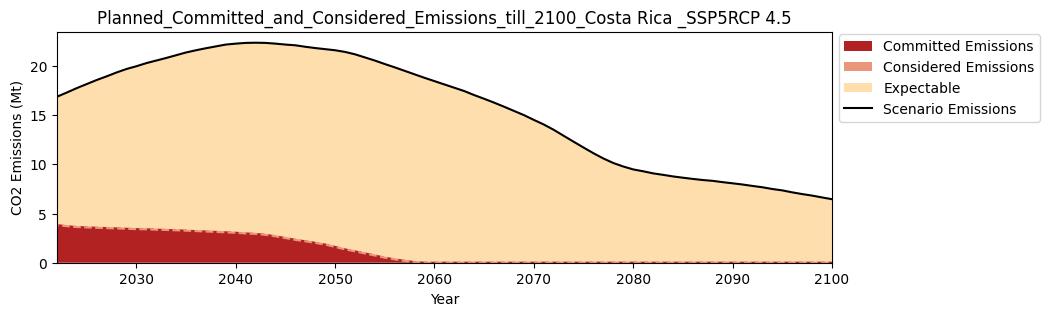 Planned_Committed_and_Considered_Emissions_till_2100_Costa Rica _SSP5RCP 4.5
Committed Emissions
Considered Emissions
Expectable
Scenario Emissions
CO2 Emissions (Mt)
20
15
10
5
0
2030 2040 2050 2060 2070 2080 2090 2100
Year